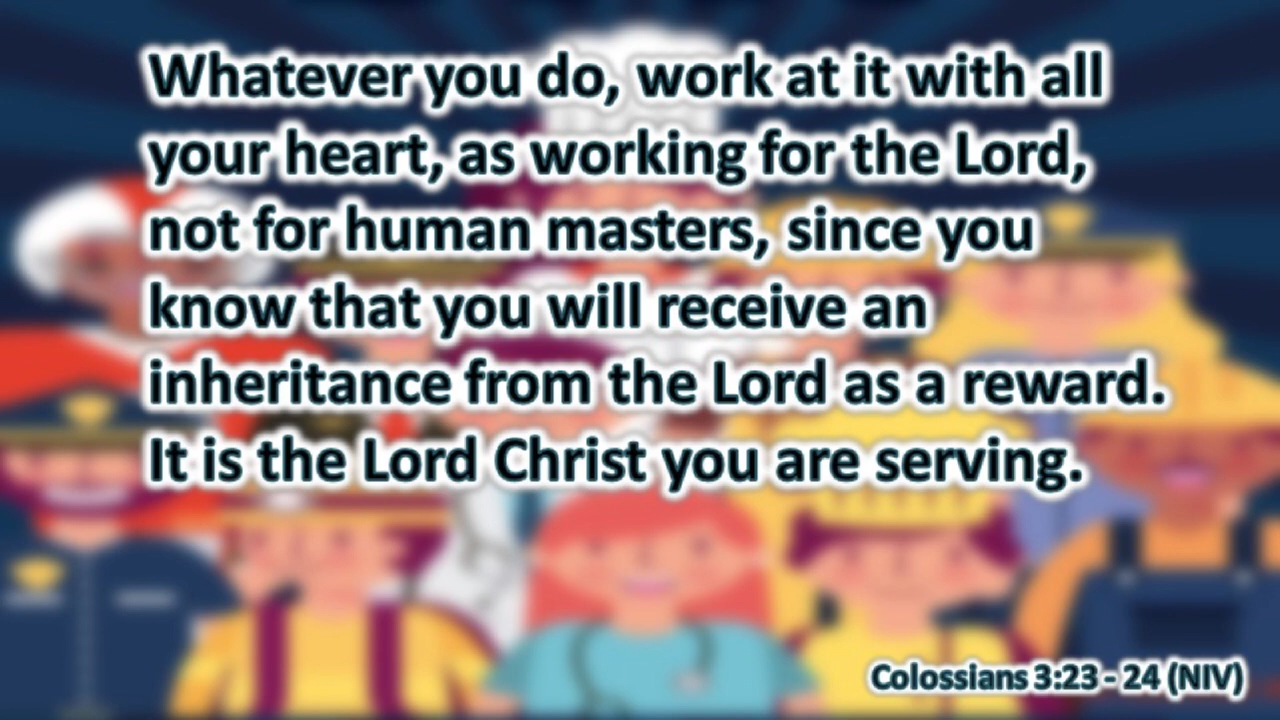 Whatever you do, work at it with all
your heart, as working for the Lord,
not for human masters, since you
know that you will receive an
inheritance from the Lord as a reward.
It is the Lord Christ you are serving.
Colossians 3:23 - 24 (NIV)